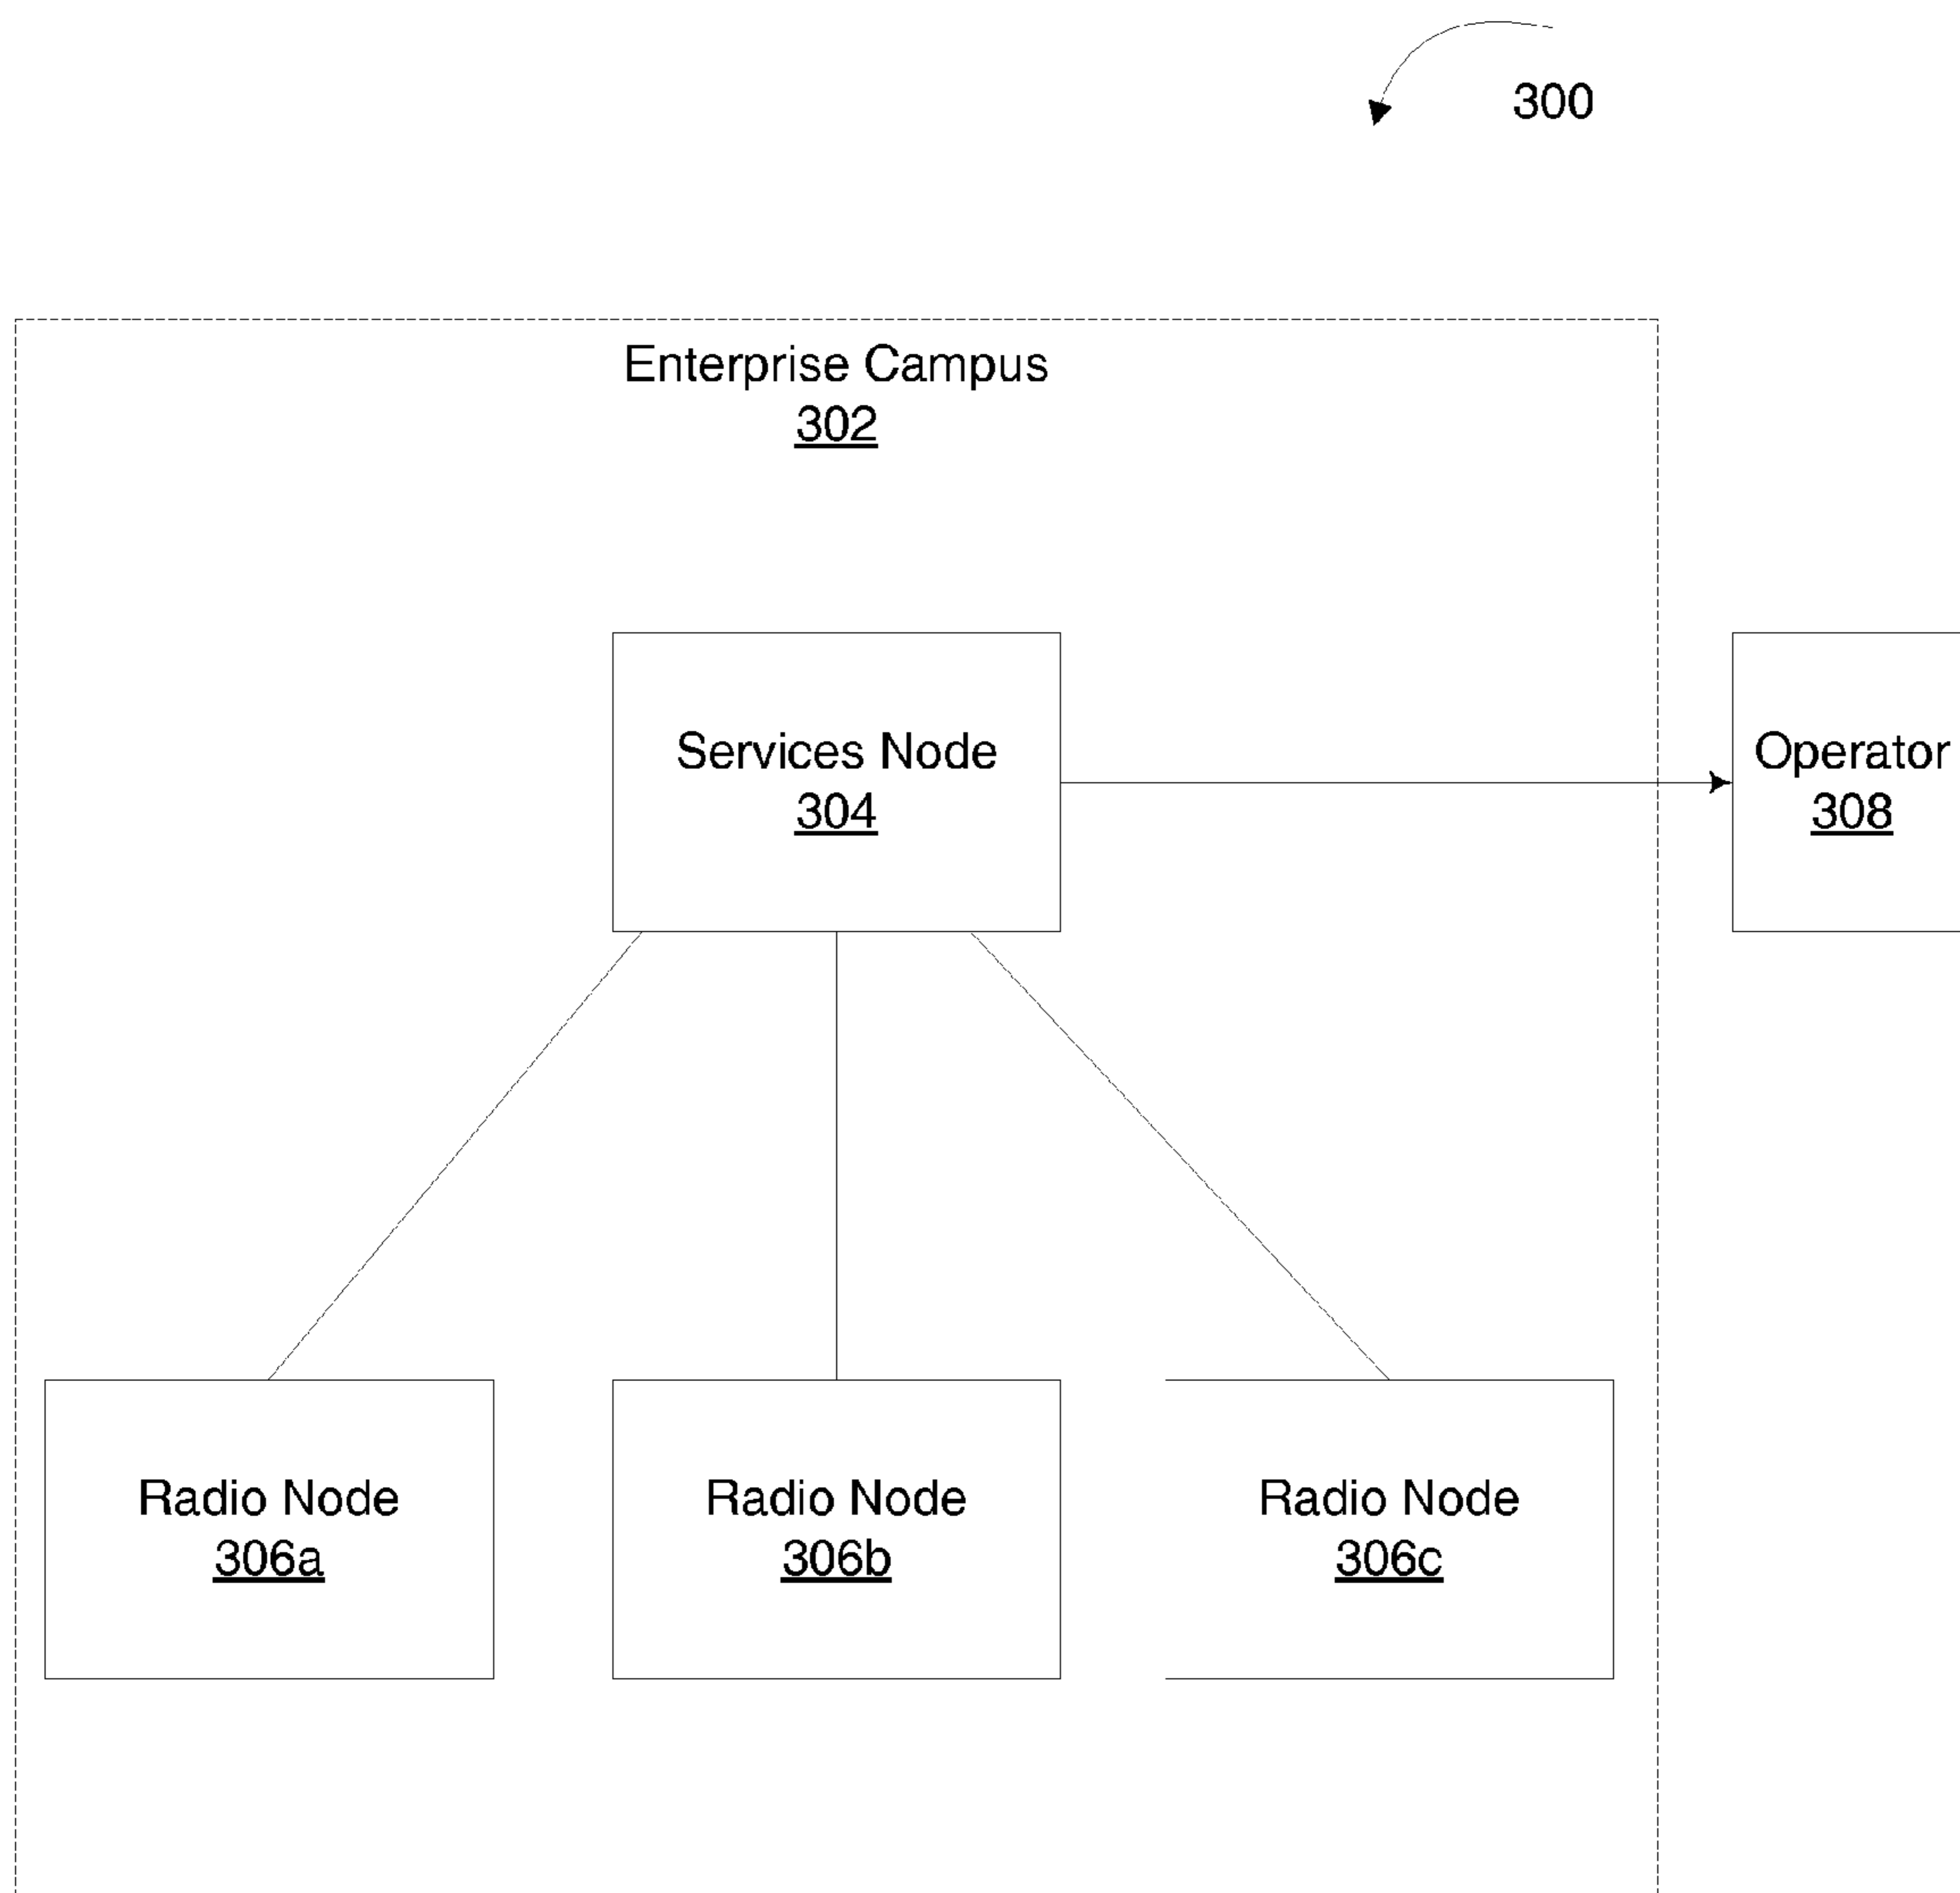 300
Enterprise Campus
302
Services Node
304
Operator
308
Radio Node
306a
Radio Node
306b
Radio Node
306c